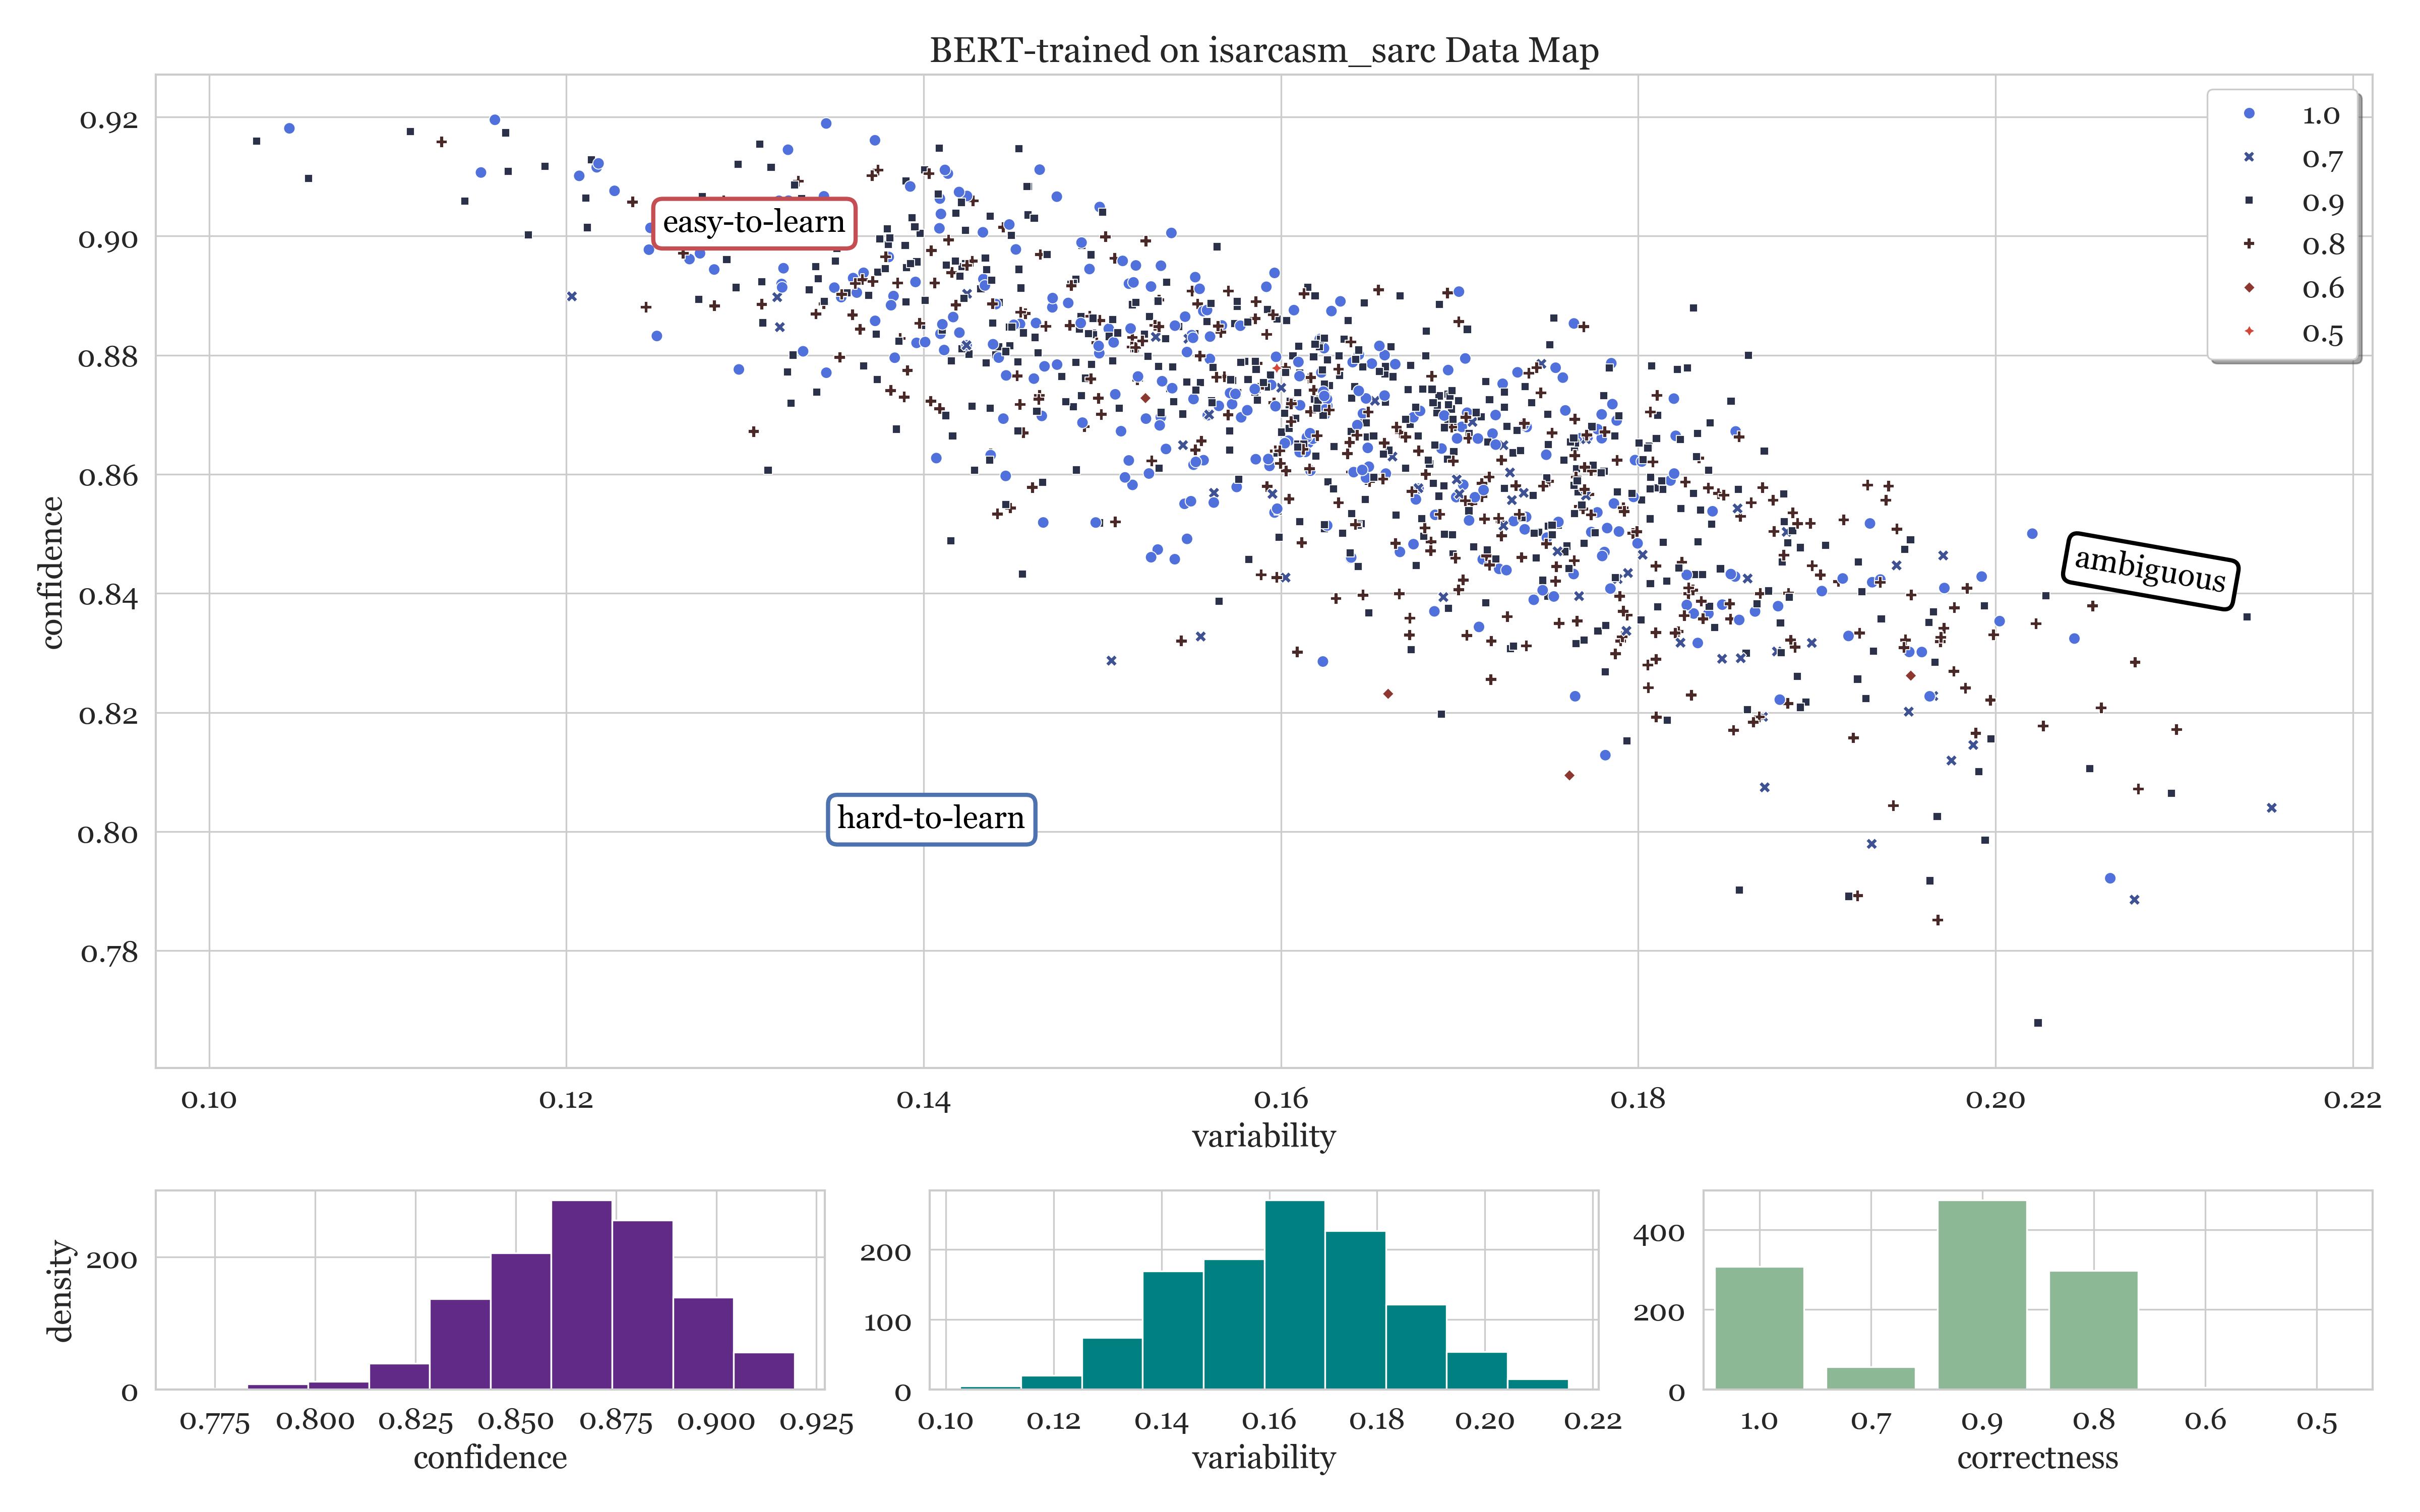 BERT-trained on isarcasm_sarc Data Map
1.0
0.7
0.9
0.8
0.6
0.5
0.92
0.90
0.88
0.86
0.84
0.82
0.80
0.78
confidence
easy-to-learn
ambiguous
hard-to-learn
0.10 0.12 0.14 0.16 0.18 0.20 0.22
variability
density
200
0
0.775 0.800 0.825 0.850 0.875 0.900 0.925
confidence
200
100
0
0.10 0.12 0.14 0.16 0.18 0.20 0.22
variability
400
200
0
1.0 0.7 0.9 0.8 0.6 0.5
correctness